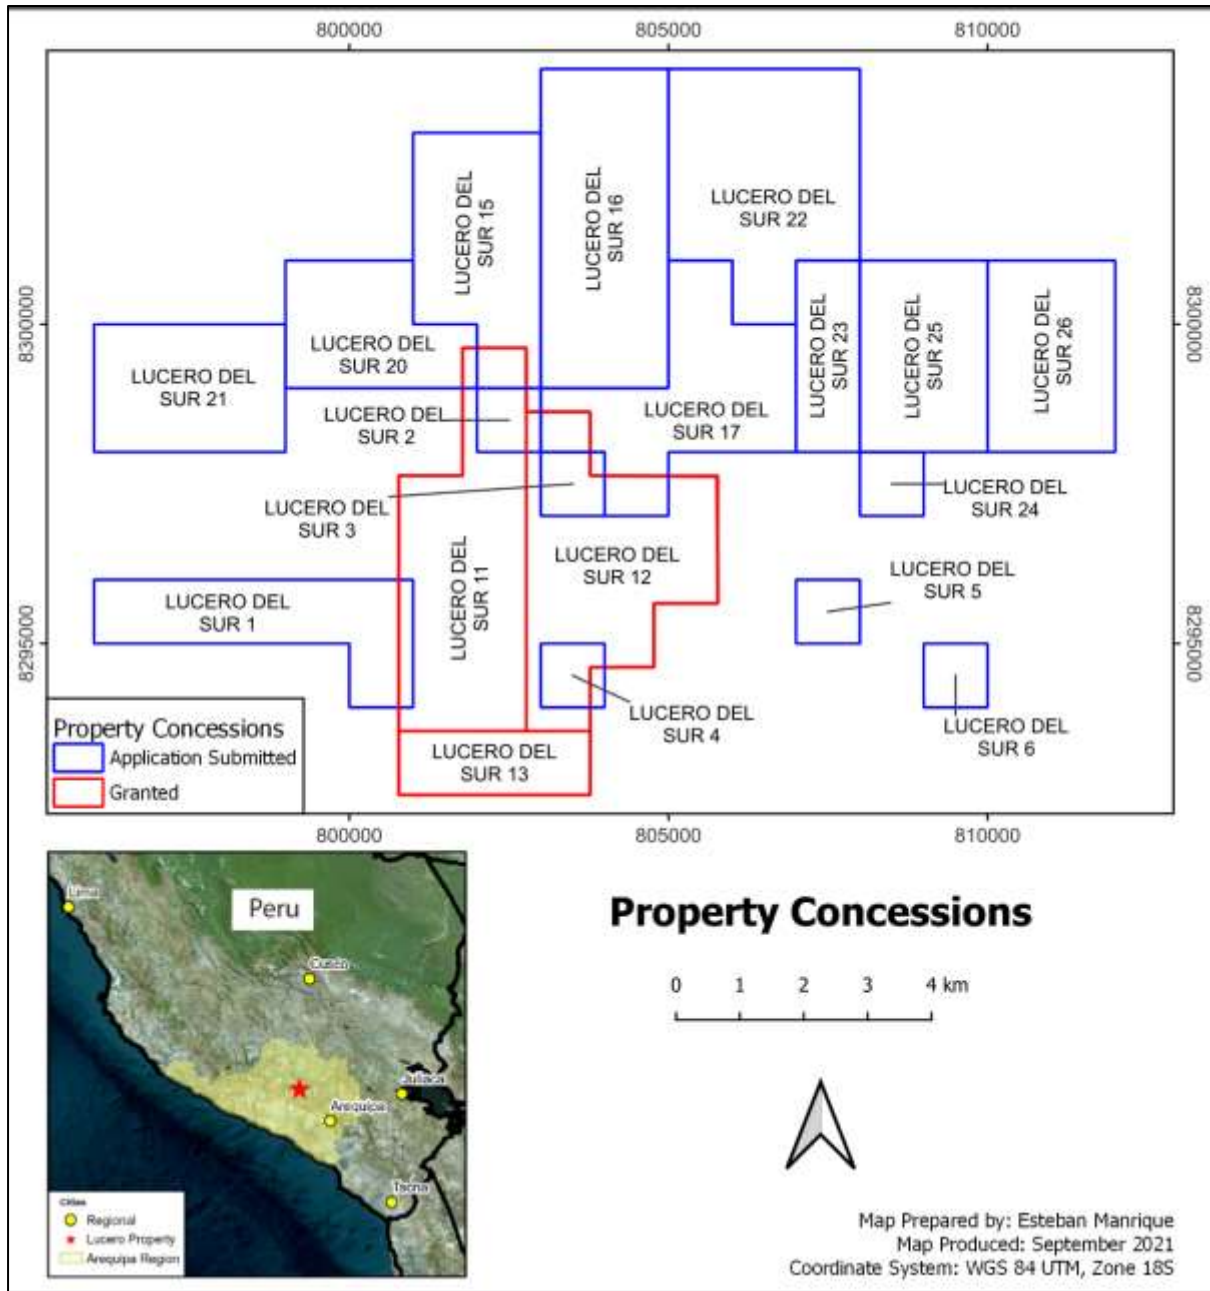 800000
805000
810000
8300000
8300000
8295000
8295000
LUCERO DEL
SUR 15
LUCERO DEL
SUR 16
LUCERO DEL
SUR 22
LUCERO DEL
SUR 20
LUCERO DEL
SUR 21
LUCERO DEL
SUR 2
LUCERO DEL
SUR 17
LUCERO DEL
SUR 23
LUCERO DEL
SUR 25
LUCERO DEL
SUR 26
LUCERO DEL
SUR 3
LUCERO DEL
SUR 24
LUCERO DEL
SUR 11
LUCERO DEL
SUR 12
LUCERO DEL
SUR 5
LUCERO DEL
SUR 1
LUCERO DEL
SUR 4
LUCERO DEL
SUR 6
LUCERO DEL
SUR 13
Property Concessions
Application Submitted
Granted
800000
805000
810000
Lima
Peru
Cusco
Juliaca
Arequipa
Tacna
Cities
Regional
Lucero Property
Arequipa Region
Property Concessions
0 1 2 3 4 km
Map Prepared by: Esteban Manrique
Map Produced: September 2021
Coordinate System: WGS 84 UTM, Zone 18S